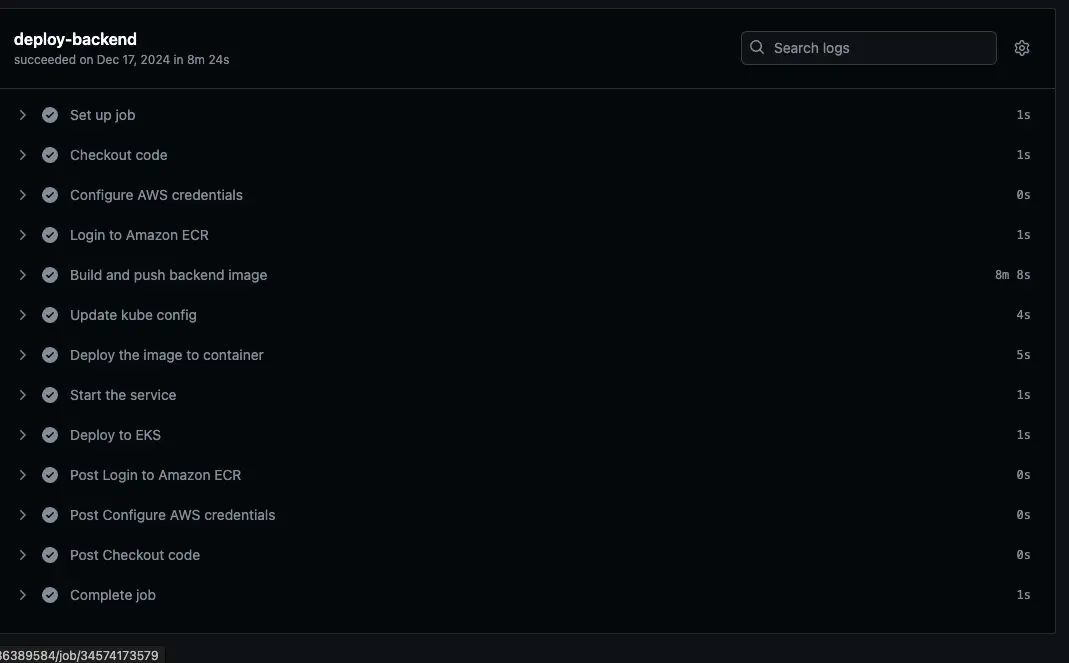 deploy-backend
succeeded on Dec 17, 2024 in 8m 24s
Search logs
Set up job 1s
Checkout code 1s
Configure AWS credentials 0s
Login to Amazon ECR 1s
Build and push backend image 8m 8s
Update kube config 4s
Deploy the image to container 5s
Start the service 1s
Deploy to EKS 1s
Post Login to Amazon ECR 0s
Post Configure AWS credentials 0s
Post Checkout code 0s
Complete job 1s
36389584/job/34574173579